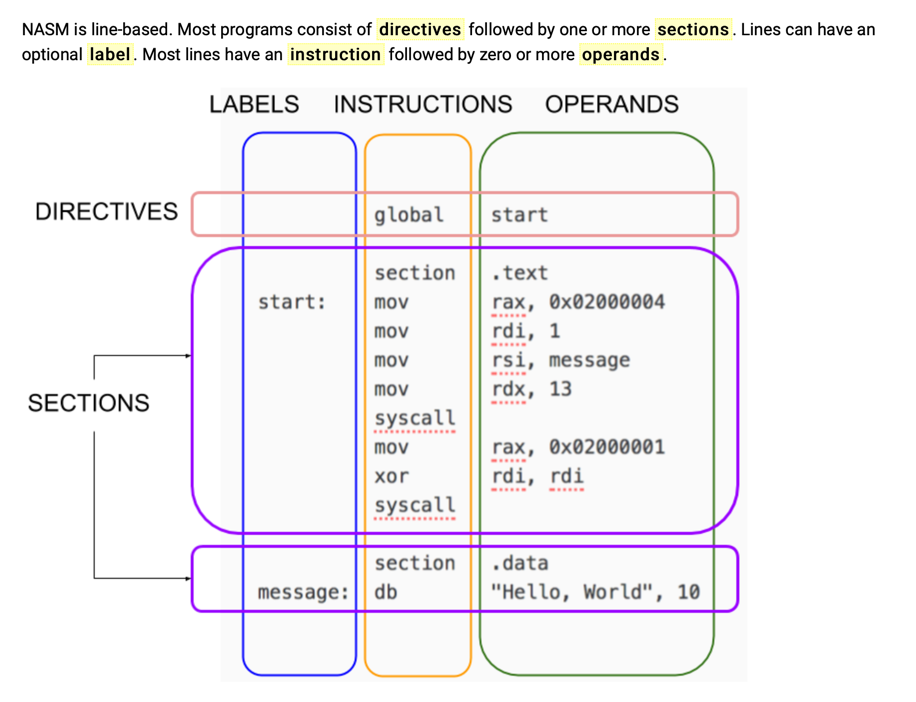 NASM is line-based. Most programs consist of directives followed by one or more sections. Lines can have an
optional label. Most lines have an instruction followed by zero or more operands.
LABELS INSTRUCTIONS OPERANDS
DIRECTIVES global start
section .text
start: mov rax, 0x02000004
mov rdi, 1
mov rsi, message
mov rdx, 13
SECTIONS
syscall
mov rax, 0x02000001
xor rdi, rdi
syscall
section .data
message: db "Hello, World", 10